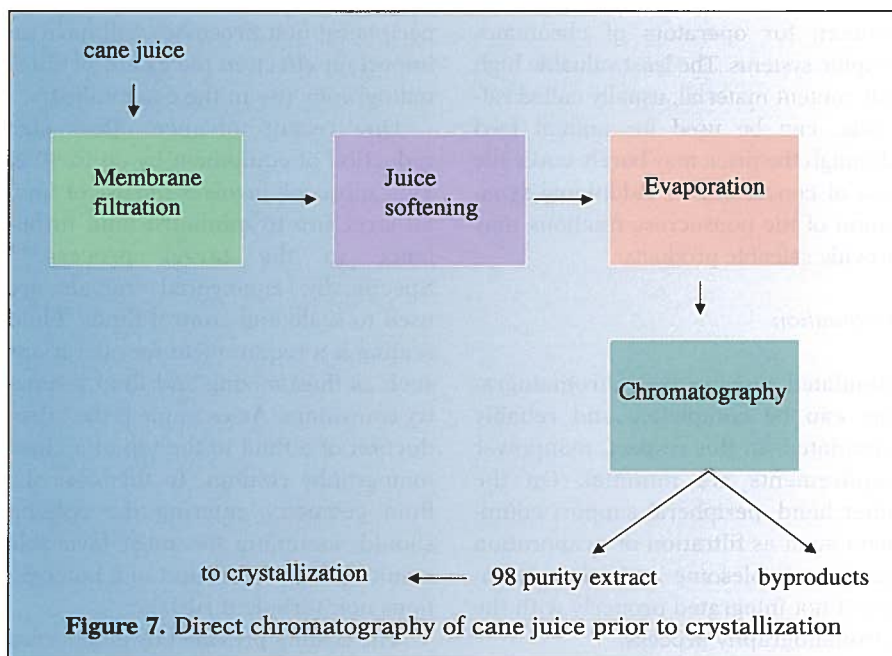 cane juice
Membrane
filtration
Juice
softening
Evaporation
Chromatography
to crystallization
98 purity extract
byproducts
Figure 7. Direct chromatography of cane juice prior to crystallization